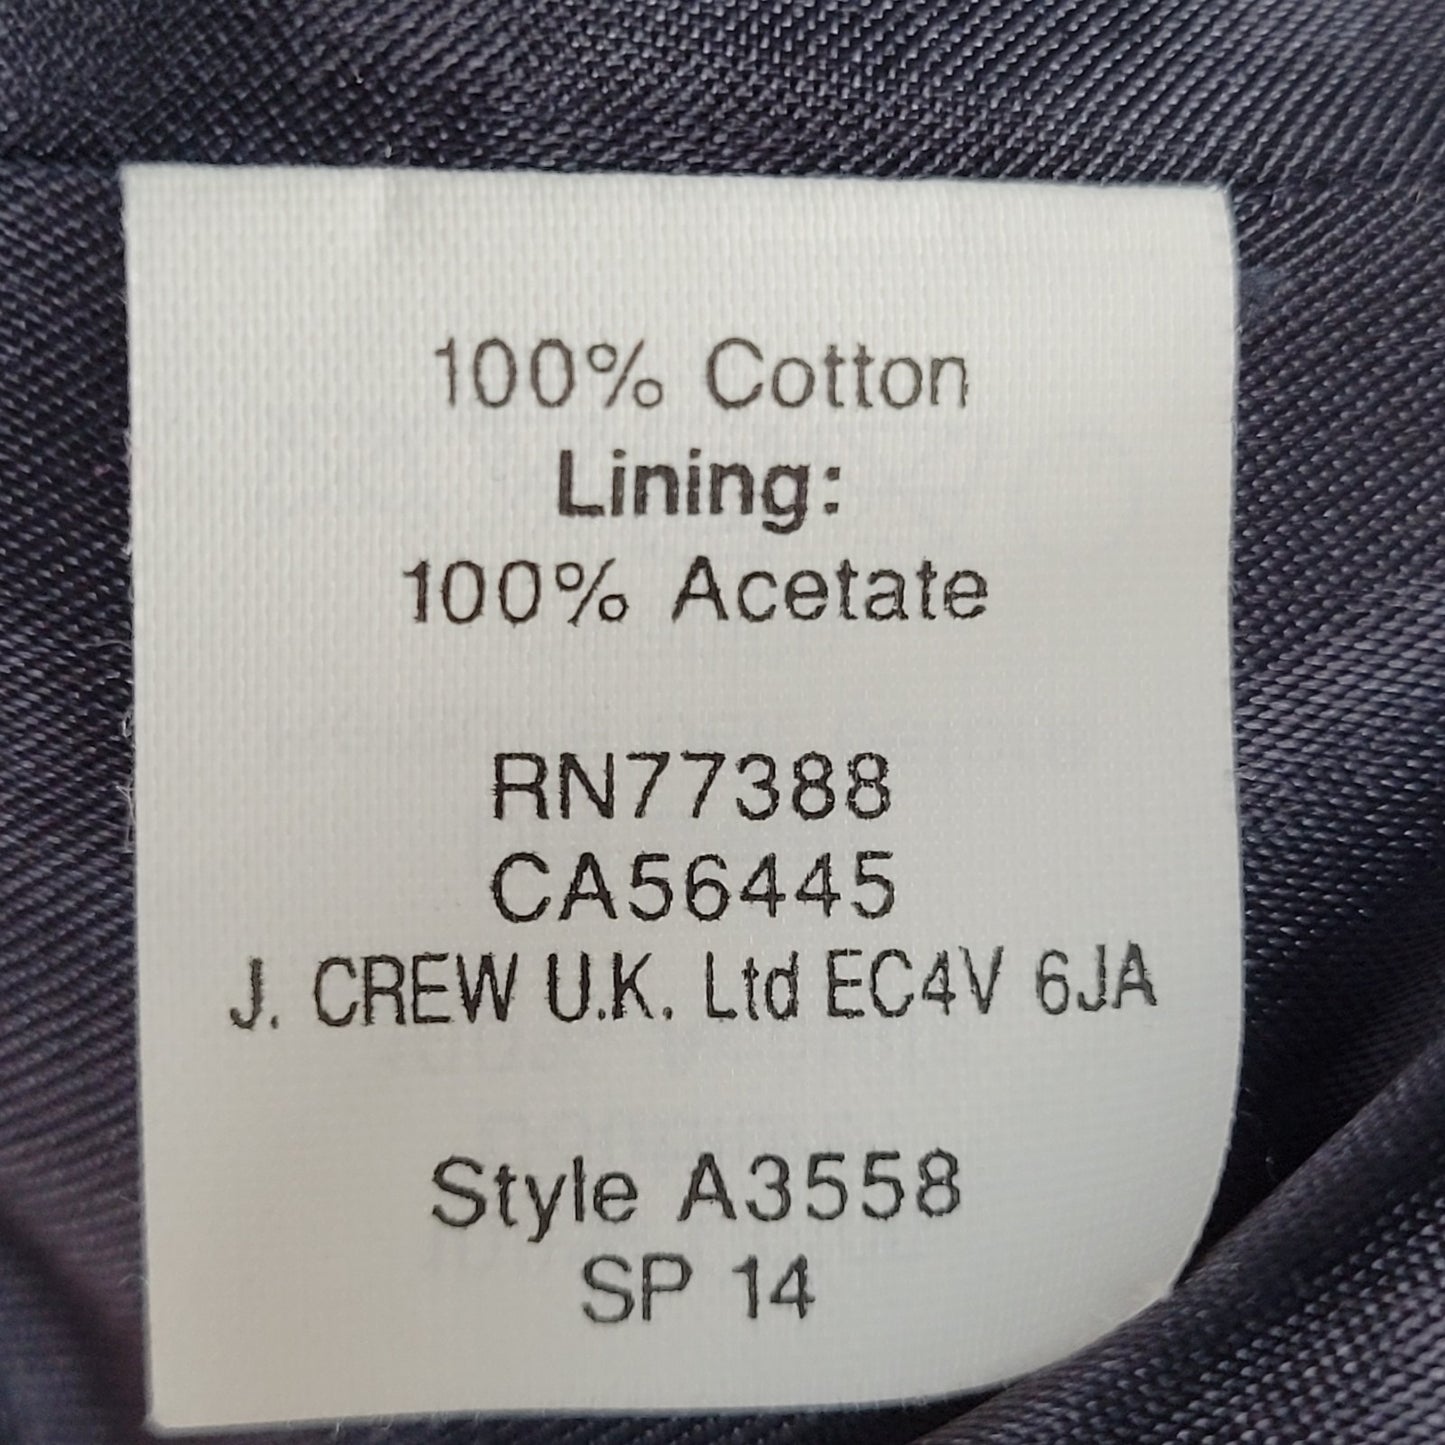 100% Cotton
Lining:
100% Acetate
RN77388
CA56445
J. CREW U.K. Ltd EC4V 6JA
Style A3558
SP 14